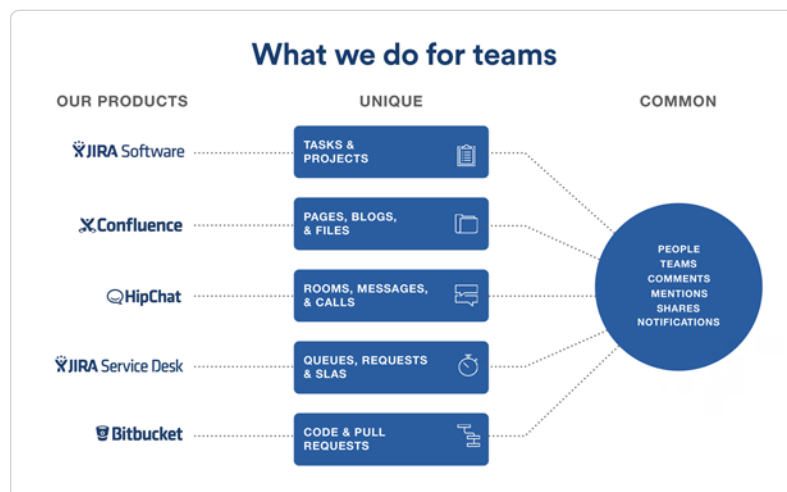 What we do for teams
OUR PRODUCTS UNIQUE COMMON
JIRA Software
TASKS &
PROJECTS
Confluence
PAGES, BLOGS,
& FILES
HipChat
ROOMS, MESSAGES,
& CALLS
JIRA Service Desk
QUEUES, REQUESTS
& SLAS
Bitbucket
CODE & PULL
REQUESTS
PEOPLE
TEAMS
COMMENTS
MENTIONS
SHARES
NOTIFICATIONS